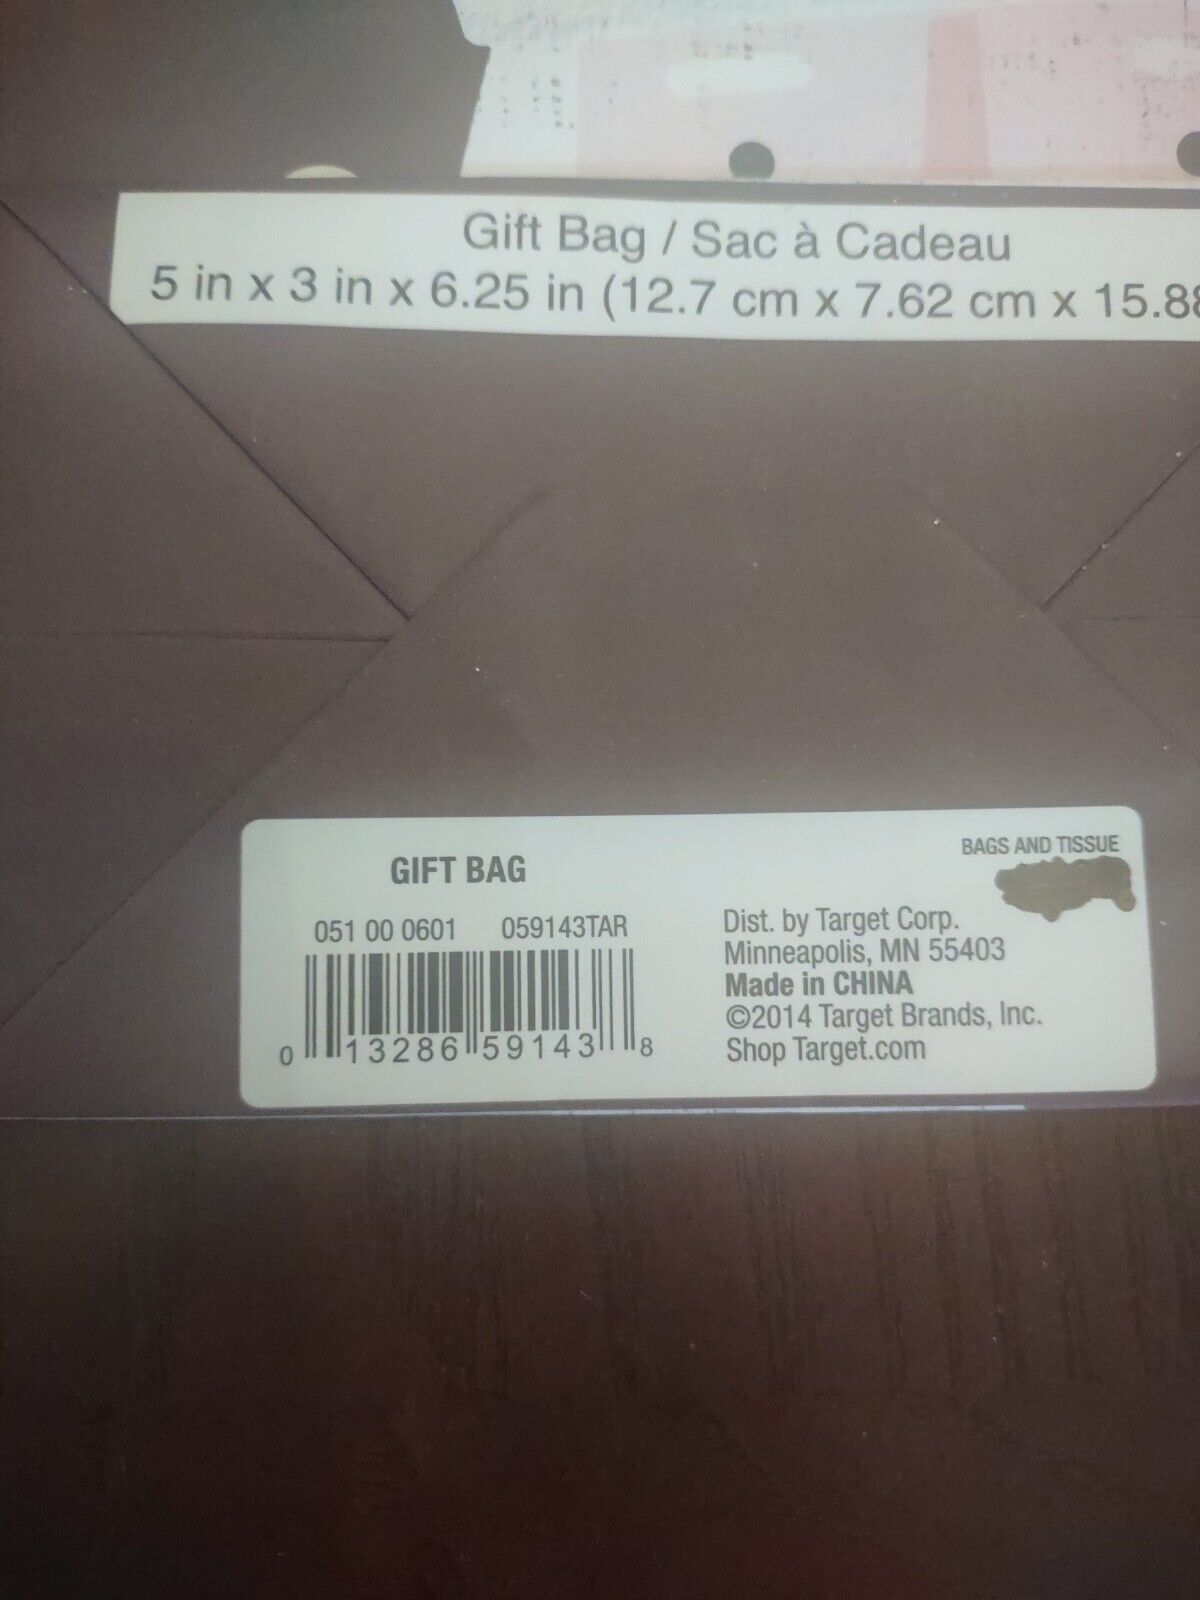 Gift Bag / Sac à Cadeau
5 in x 3 in x 6.25 in (12.7 cm x 7.62 cm x 15.88
GIFT BAG
BAGS AND TISSUE
051 00 0601 059143TAR
0 13286 59143 8
Dist. by Target Corp.
Minneapolis, MN 55403
Made in CHINA
©2014 Target Brands, Inc.
Shop Target.com